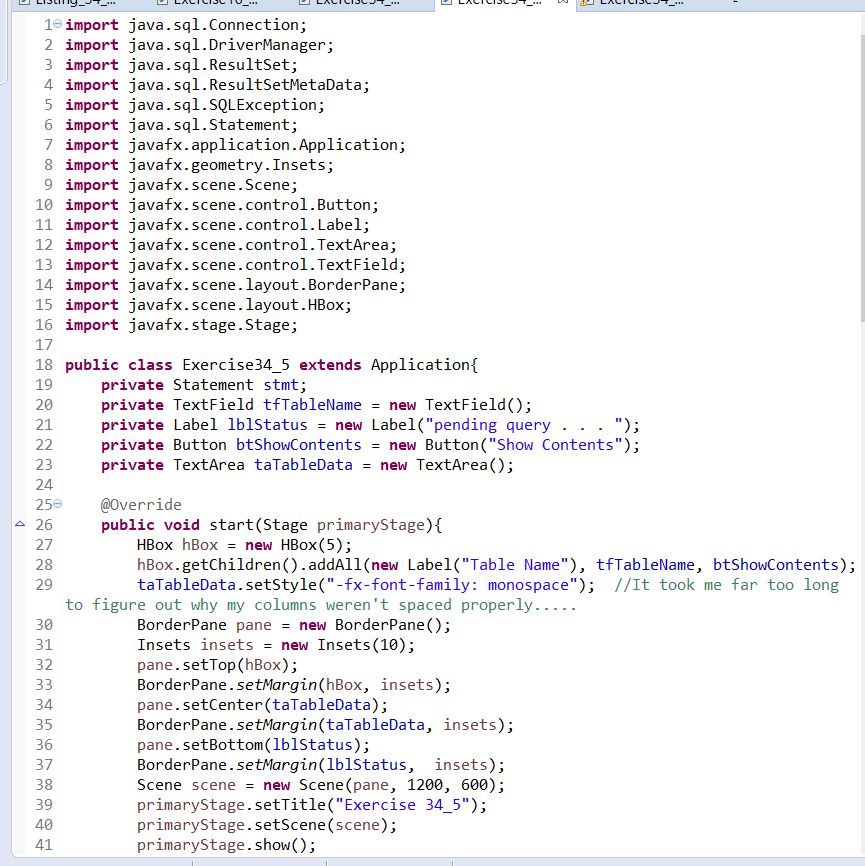 1 import java.sql.Connection;
2 import java.sql.DriverManager;
3 import java.sql.ResultSet;
4 import java.sql.ResultSetMetaData;
5 import java.sql.SQLException;
6 import java.sql.Statement;
7 import javafx.application.Application;
8 import javafx.geometry.Insets;
9 import javafx.scene.Scene;
10 import javafx.scene.control.Button;
11 import javafx.scene.control.Label;
12 import javafx.scene.control.TextArea;
13 import javafx.scene.control.TextField;
14 import javafx.scene.layout.BorderPane;
15 import javafx.scene.layout.HBox;
16 import javafx.stage.Stage;
17
18 public class Exercise34_5 extends Application{
19     private Statement stmt;
20     private TextField tfTableName = new TextField();
21     private Label lblStatus = new Label("pending query . . . ");
22     private Button btShowContents = new Button("Show Contents");
23     private TextArea taTableData = new TextArea();
24
25     @Override
26     public void start(Stage primaryStage){
27         HBox hBox = new HBox(5);
28         hBox.getChildren().addAll(new Label("Table Name"), tfTableName, btShowContents);
29         taTableData.setStyle("-fx-font-family: monospace");  //It took me far too long
to figure out why my columns weren't spaced properly.....
30         BorderPane pane = new BorderPane();
31         Insets insets = new Insets(10);
32         pane.setTop(hBox);
33         BorderPane.setMargin(hBox, insets);
34         pane.setCenter(taTableData);
35         BorderPane.setMargin(taTableData, insets);
36         pane.setBottom(lblStatus);
37         BorderPane.setMargin(lblStatus,  insets);
38         Scene scene = new Scene(pane, 1200, 600);
39         primaryStage.setTitle("Exercise 34_5");
40         primaryStage.setScene(scene);
41         primaryStage.show();